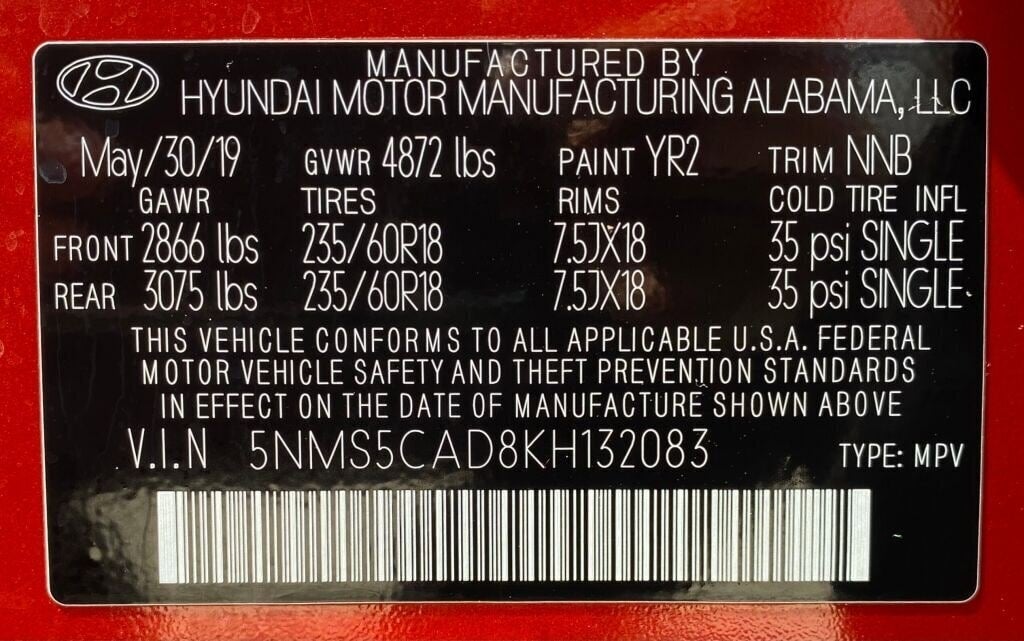 MANUFACTURED BY
HYUNDAI MOTOR MANUFACTURING ALABAMA, LLC
May/30/19 GVWR 4872 lbs PAINT YR2 TRIM NNB
GAWR TIRES RIMS COLD TIRE INFL
FRONT 2866 lbs 235/60R18 7.5JX18 35 psi SINGLE
REAR 3075 lbs 235/60R18 7.5JX18 35 psi SINGLE
THIS VEHICLE CONFORMS TO ALL APPLICABLE U.S.A. FEDERAL
MOTOR VEHICLE SAFETY AND THEFT PREVENTION STANDARDS
IN EFFECT ON THE DATE OF MANUFACTURE SHOWN ABOVE
V.I.N 5NMS5CAD8KH132083 TYPE: MPV